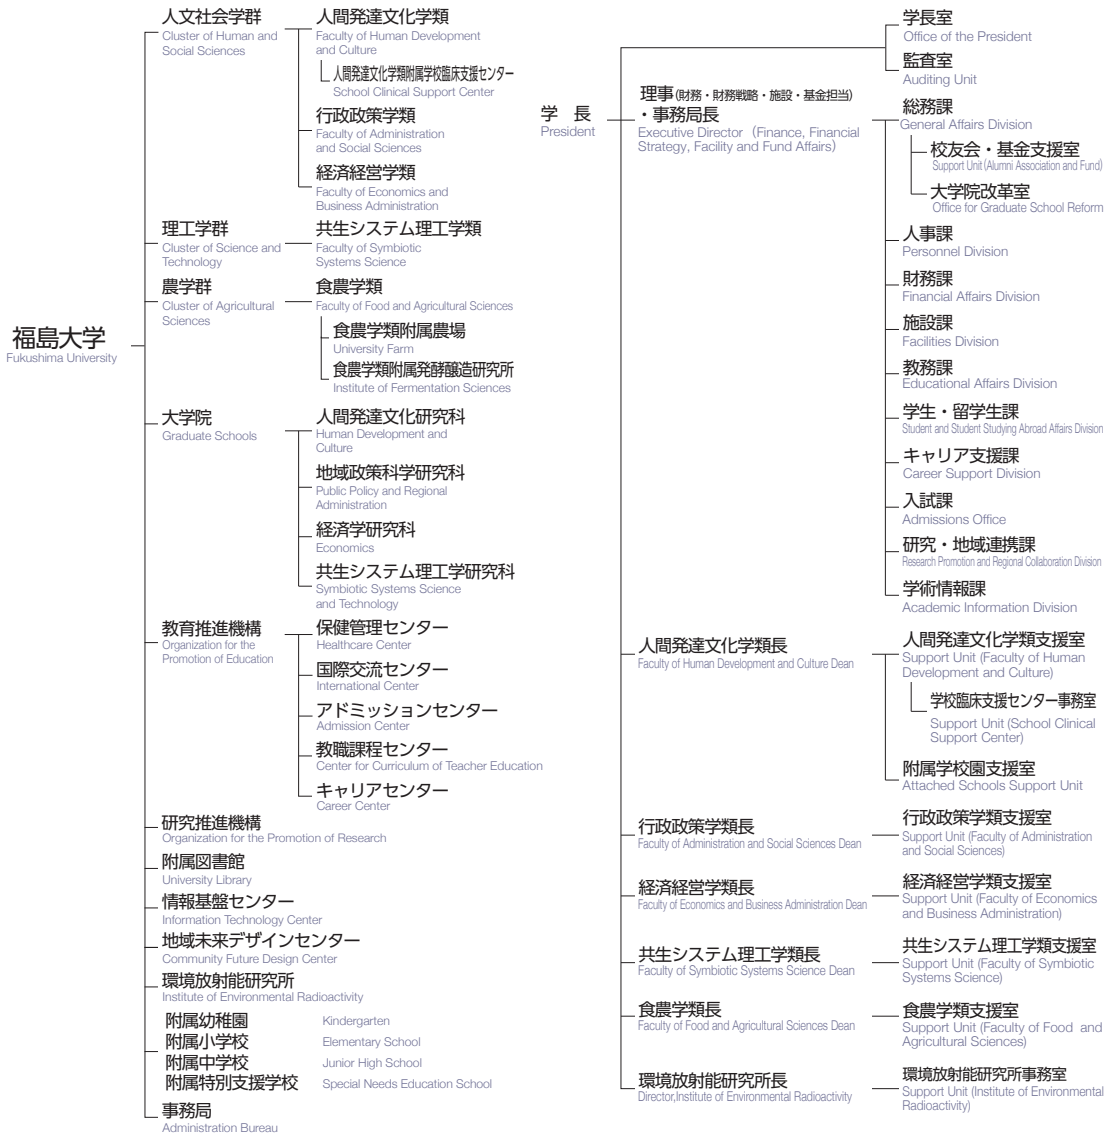 福島大学
Fukushima University
人文社会学群
Cluster of Human and
Social Sciences
人間発達文化学類
Faculty of Human Development
and Culture
人間発達文化学類附属学校臨床支援センター
School Clinical Support Center
行政政策学類
Faculty of Administration
and Social Sciences
経済経営学類
Faculty of Economics and
Business Administration
理工学群
Cluster of Science and
Technology
共生システム理工学類
Faculty of Symbiotic
Systems Science
農学群
Cluster of Agricultural
Sciences
食農学類
Faculty of Food and Agricultural Sciences
食農学類附属農場
University Farm
食農学類附属発酵醸造研究所
Institute of Fermentation Sciences
大学院
Graduate Schools
人間発達文化研究科
Human Development and
Culture
地域政策科学研究科
Public Policy and Regional
Administration
経済学研究科
Economics
共生システム理工学研究科
Symbiotic Systems Science
and Technology
教育推進機構
Organization for the
Promotion of Education
保健管理センター
Healthcare Center
国際交流センター
International Center
アドミッションセンター
Admission Center
教職課程センター
Center for Curriculum of Teacher Education
キャリアセンター
Career Center
研究推進機構
Organization for the Promotion of Research
附属図書館
University Library
情報基盤センター
Information Technology Center
地域未来デザインセンター
Community Future Design Center
環境放射能研究所
Institute of Environmental Radioactivity
附属幼稚園 Kindergarten
附属小学校 Elementary School
附属中学校 Junior High School
附属特別支援学校 Special Needs Education School
事務局
Administration Bureau
学 長
President
学長室
Office of the President
監査室
Auditing Unit
理事(財務・財務戦略・施設・基金担当)
・事務局長
Executive Director (Finance, Financial
Strategy, Facility and Fund Affairs)
総務課
General Affairs Division
校友会・基金支援室
Support Unit (Alumni Association and Fund)
大学院改革室
Office for Graduate School Reform
人事課
Personnel Division
財務課
Financial Affairs Division
施設課
Facilities Division
教務課
Educational Affairs Division
学生・留学生課
Student and Student Studying Abroad Affairs Division
キャリア支援課
Career Support Division
入試課
Admissions Office
研究・地域連携課
Research Promotion and Regional Collaboration Division
学術情報課
Academic Information Division
人間発達文化学類長
Faculty of Human Development and Culture Dean
人間発達文化学類支援室
Support Unit (Faculty of Human
Development and Culture)
学校臨床支援センター事務室
Support Unit (School Clinical
Support Center)
附属学校園支援室
Attached Schools Support Unit
行政政策学類長
Faculty of Administration and Social Sciences Dean
行政政策学類支援室
Support Unit (Faculty of Administration
and Social Sciences)
経済経営学類長
Faculty of Economics and Business Administration Dean
経済経営学類支援室
Support Unit (Faculty of Economics
and Business Administration)
共生システム理工学類長
Faculty of Symbiotic Systems Science Dean
共生システム理工学類支援室
Support Unit (Faculty of Symbiotic
Systems Science)
食農学類長
Faculty of Food and Agricultural Sciences Dean
食農学類支援室
Support Unit (Faculty of Food and
Agricultural Sciences)
環境放射能研究所長
Director,Institute of Environmental Radioactivity
環境放射能研究所事務室
Support Unit (Institute of Environmental
Radioactivity)